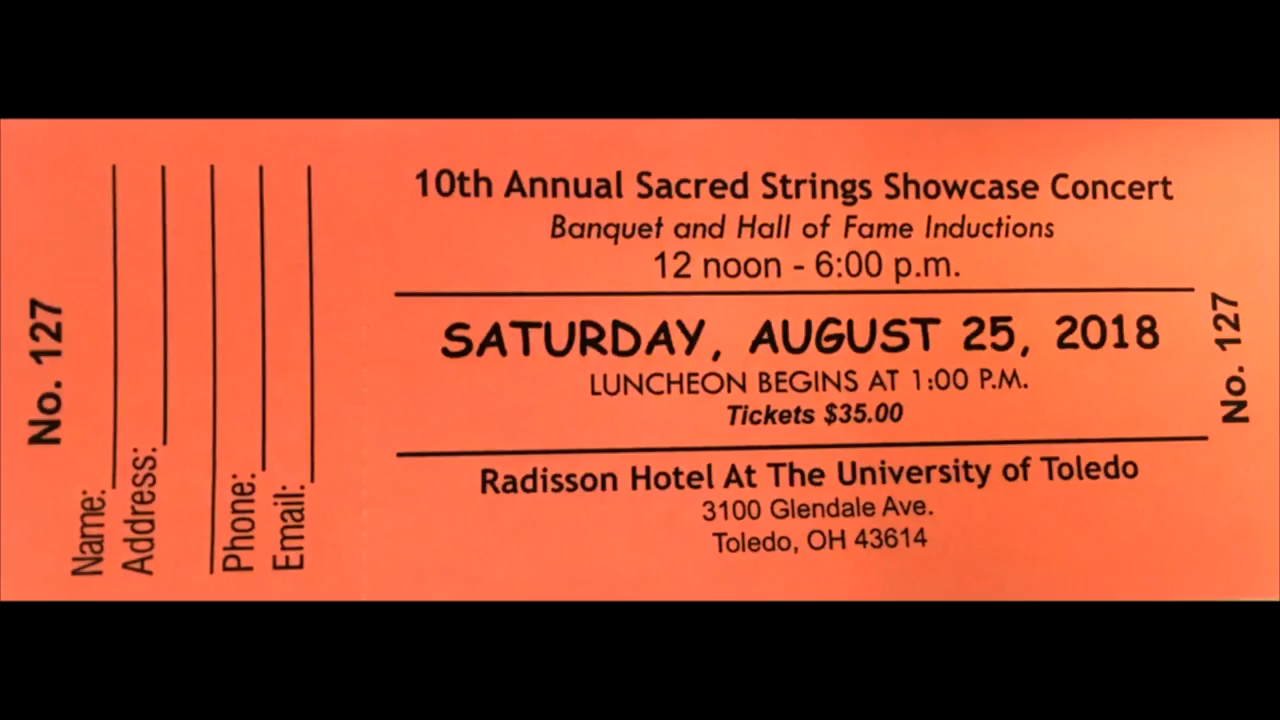 No. 127
Name:
Address:
Phone:
Email:
10th Annual Sacred Strings Showcase Concert
Banquet and Hall of Fame Inductions
12 noon - 6:00 p.m.
SATURDAY, AUGUST 25, 2018
LUNCHEON BEGINS AT 1:00 P.M.
Tickets $35.00
Radisson Hotel At The University of Toledo
3100 Glendale Ave.
Toledo, OH 43614
No. 127